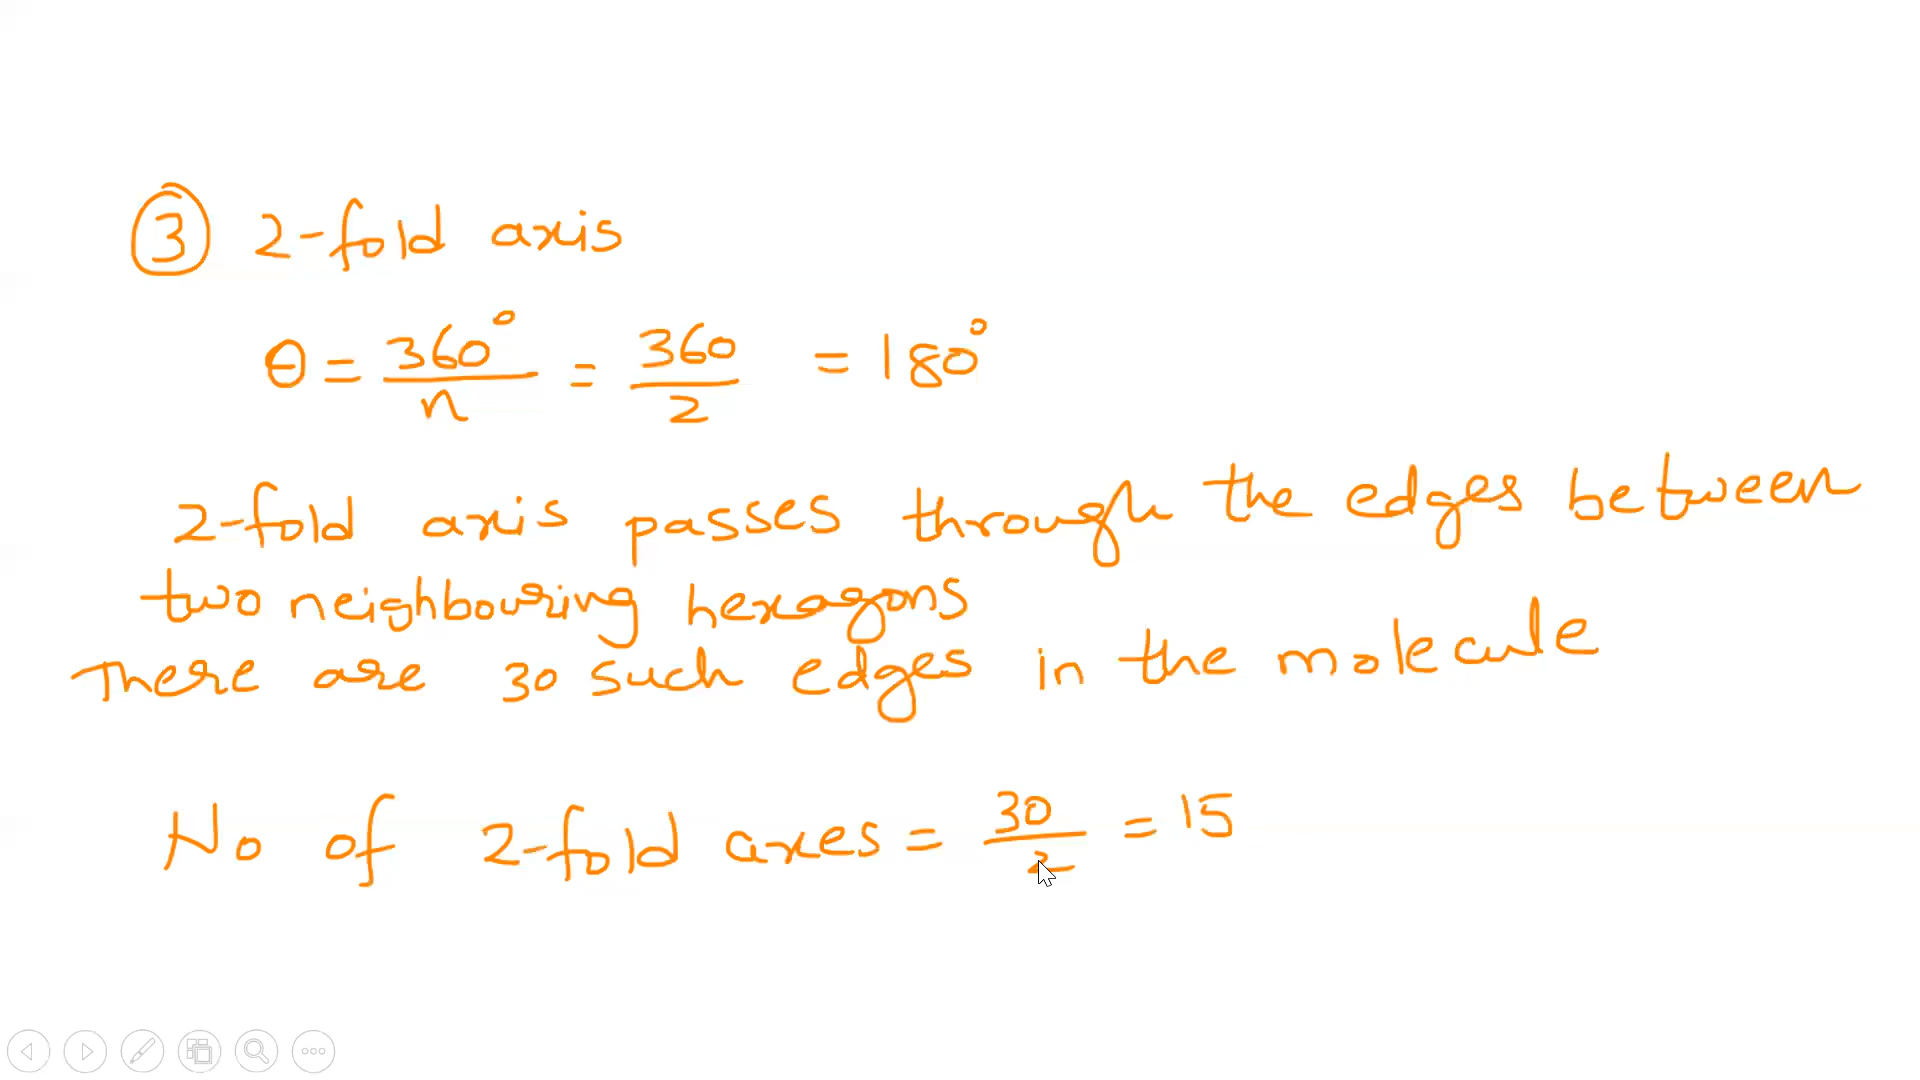 ③ 2-fold axis
θ = 360°/n = 360/2 = 180°
2-fold axis passes through the edges between
two neighbouring hexagons
There are 30 such edges in the molecule
No of 2-fold axes = 30/2 = 15